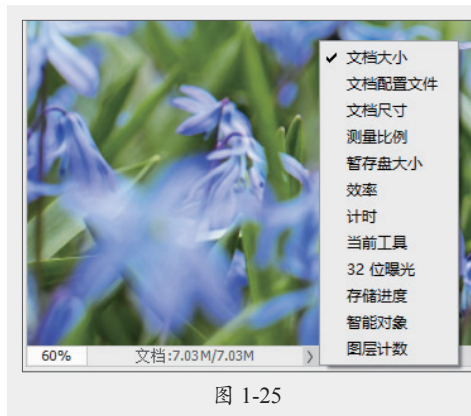 ✓ 文档大小
文档配置文件
文档尺寸
测量比例
暂存盘大小
效率
计时
当前工具
32 位曝光
存储进度
智能对象
图层计数
60% 文档:7.03M/7.03M >
图 1-25